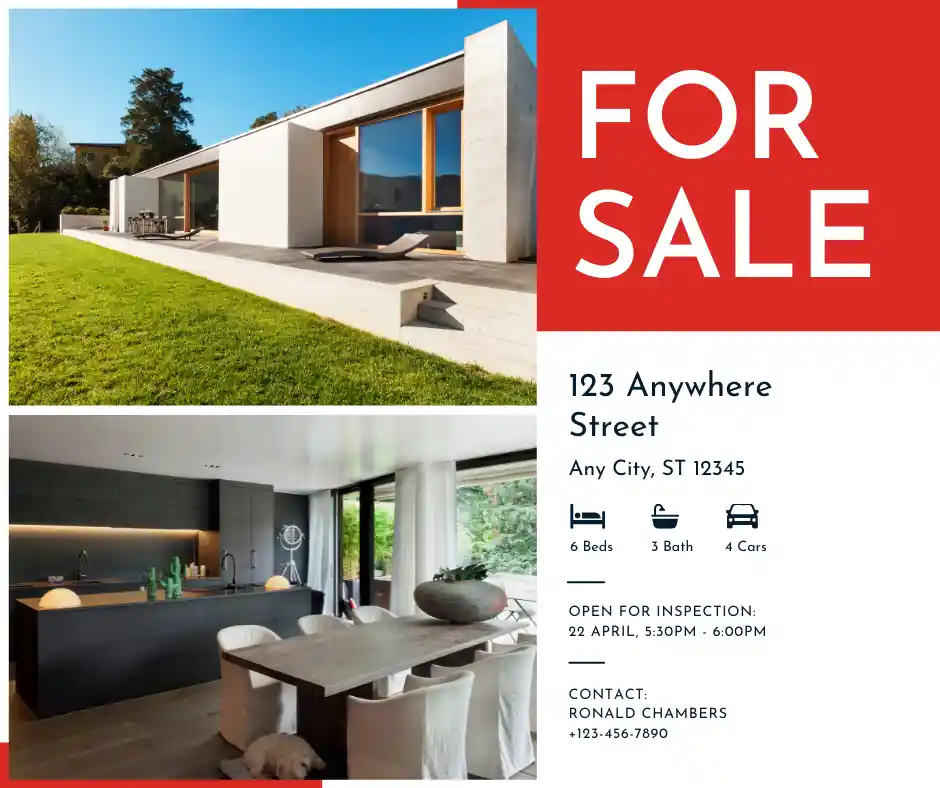 FOR
SALE
123 Anywhere
Street
Any City, ST 12345
6 Beds
3 Bath
4 Cars
OPEN FOR INSPECTION:
22 APRIL, 5:30PM - 6:00PM
CONTACT:
RONALD CHAMBERS
+123-456-7890